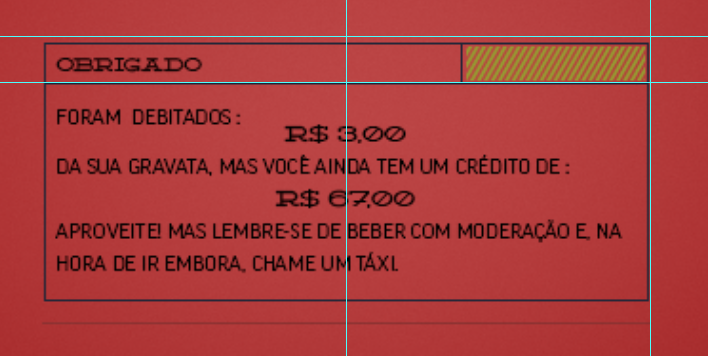 OBRIGADO
FORAM DEBITADOS :
R$ 3,00
DA SUA GRAVATA, MAS VOCÊ AINDA TEM UM CRÉDITO DE :
R$ 67,00
APROVEITE! MAS LEMBRE-SE DE BEBER COM MODERAÇÃO E, NA
HORA DE IR EMBORA, CHAME UM TÁXI.